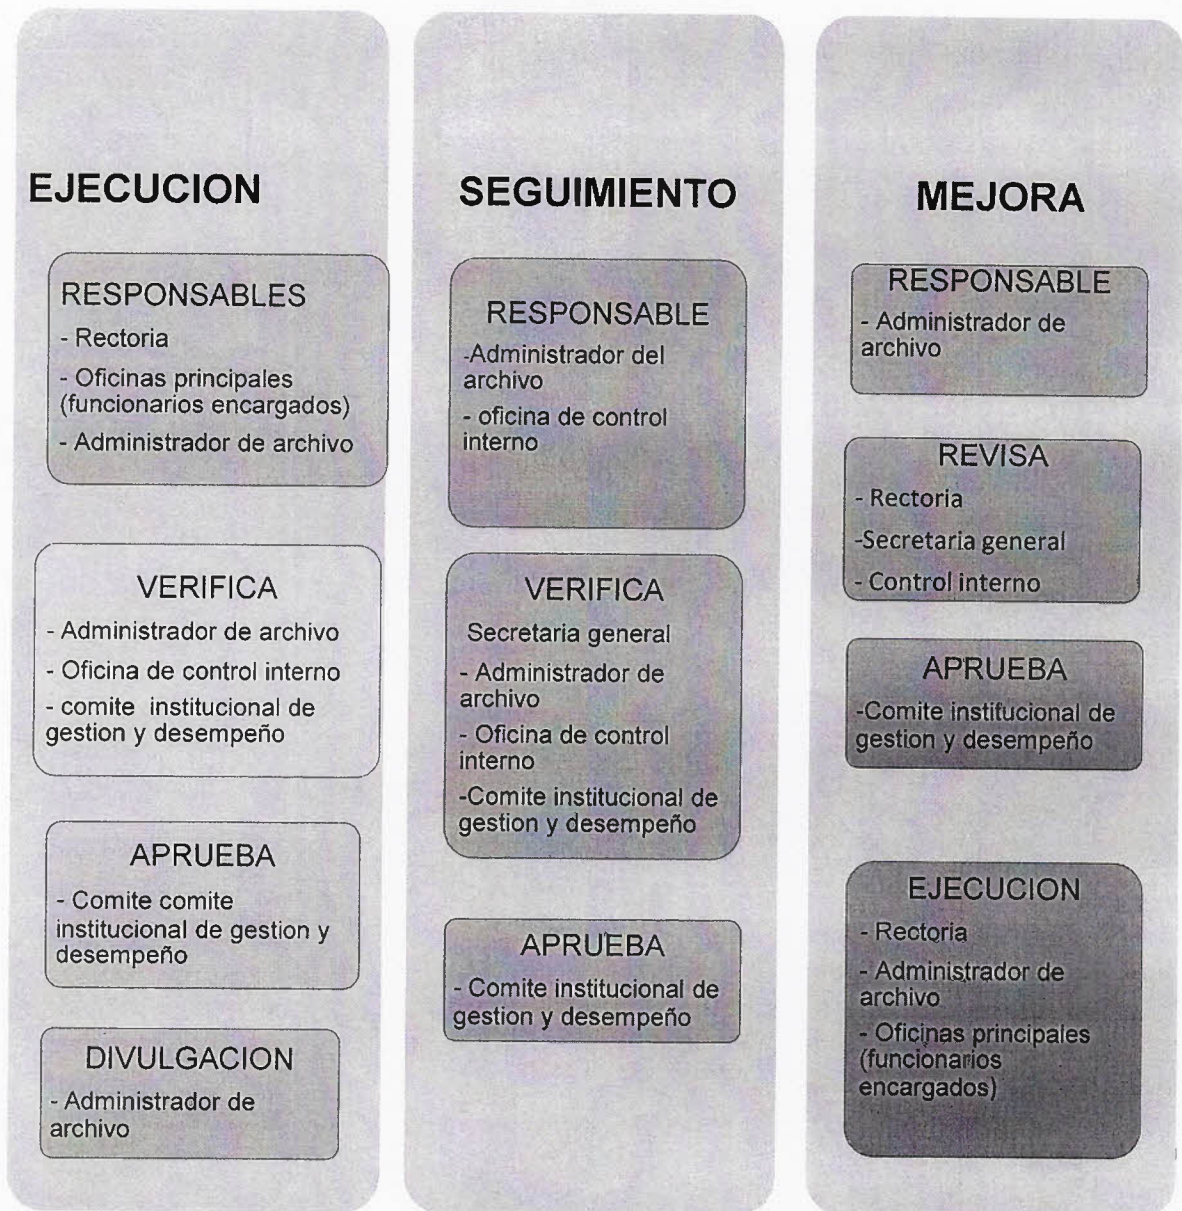 EJECUCION
RESPONSABLES
- Rectoria
- Oficinas principales
(funcionarios encargados)
- Administrador de archivo
VERIFICA
- Administrador de archivo
- Oficina de control interno
- comite institucional de
gestion y desempeño
APRUEBA
- Comite comite
institucional de gestion y
desempeño
DIVULGACION
- Administrador de
archivo
SEGUIMIENTO
RESPONSABLE
-Administrador del
archivo
- oficina de control
interno
VERIFICA
Secretaria general
- Administrador de
archivo
- Oficina de control
interno
-Comite institucional de
gestion y desempeño
APRUEBA
- Comite institucional de
gestion y desempeño
MEJORA
RESPONSABLE
- Administrador de
archivo
REVISA
- Rectoria
-Secretaria general
- Control interno
APRUEBA
-Comite institucional de
gestion y desempeño
EJECUCION
- Rectoria
- Administrador de
archivo
- Oficinas principales
(funcionarios
encargados)